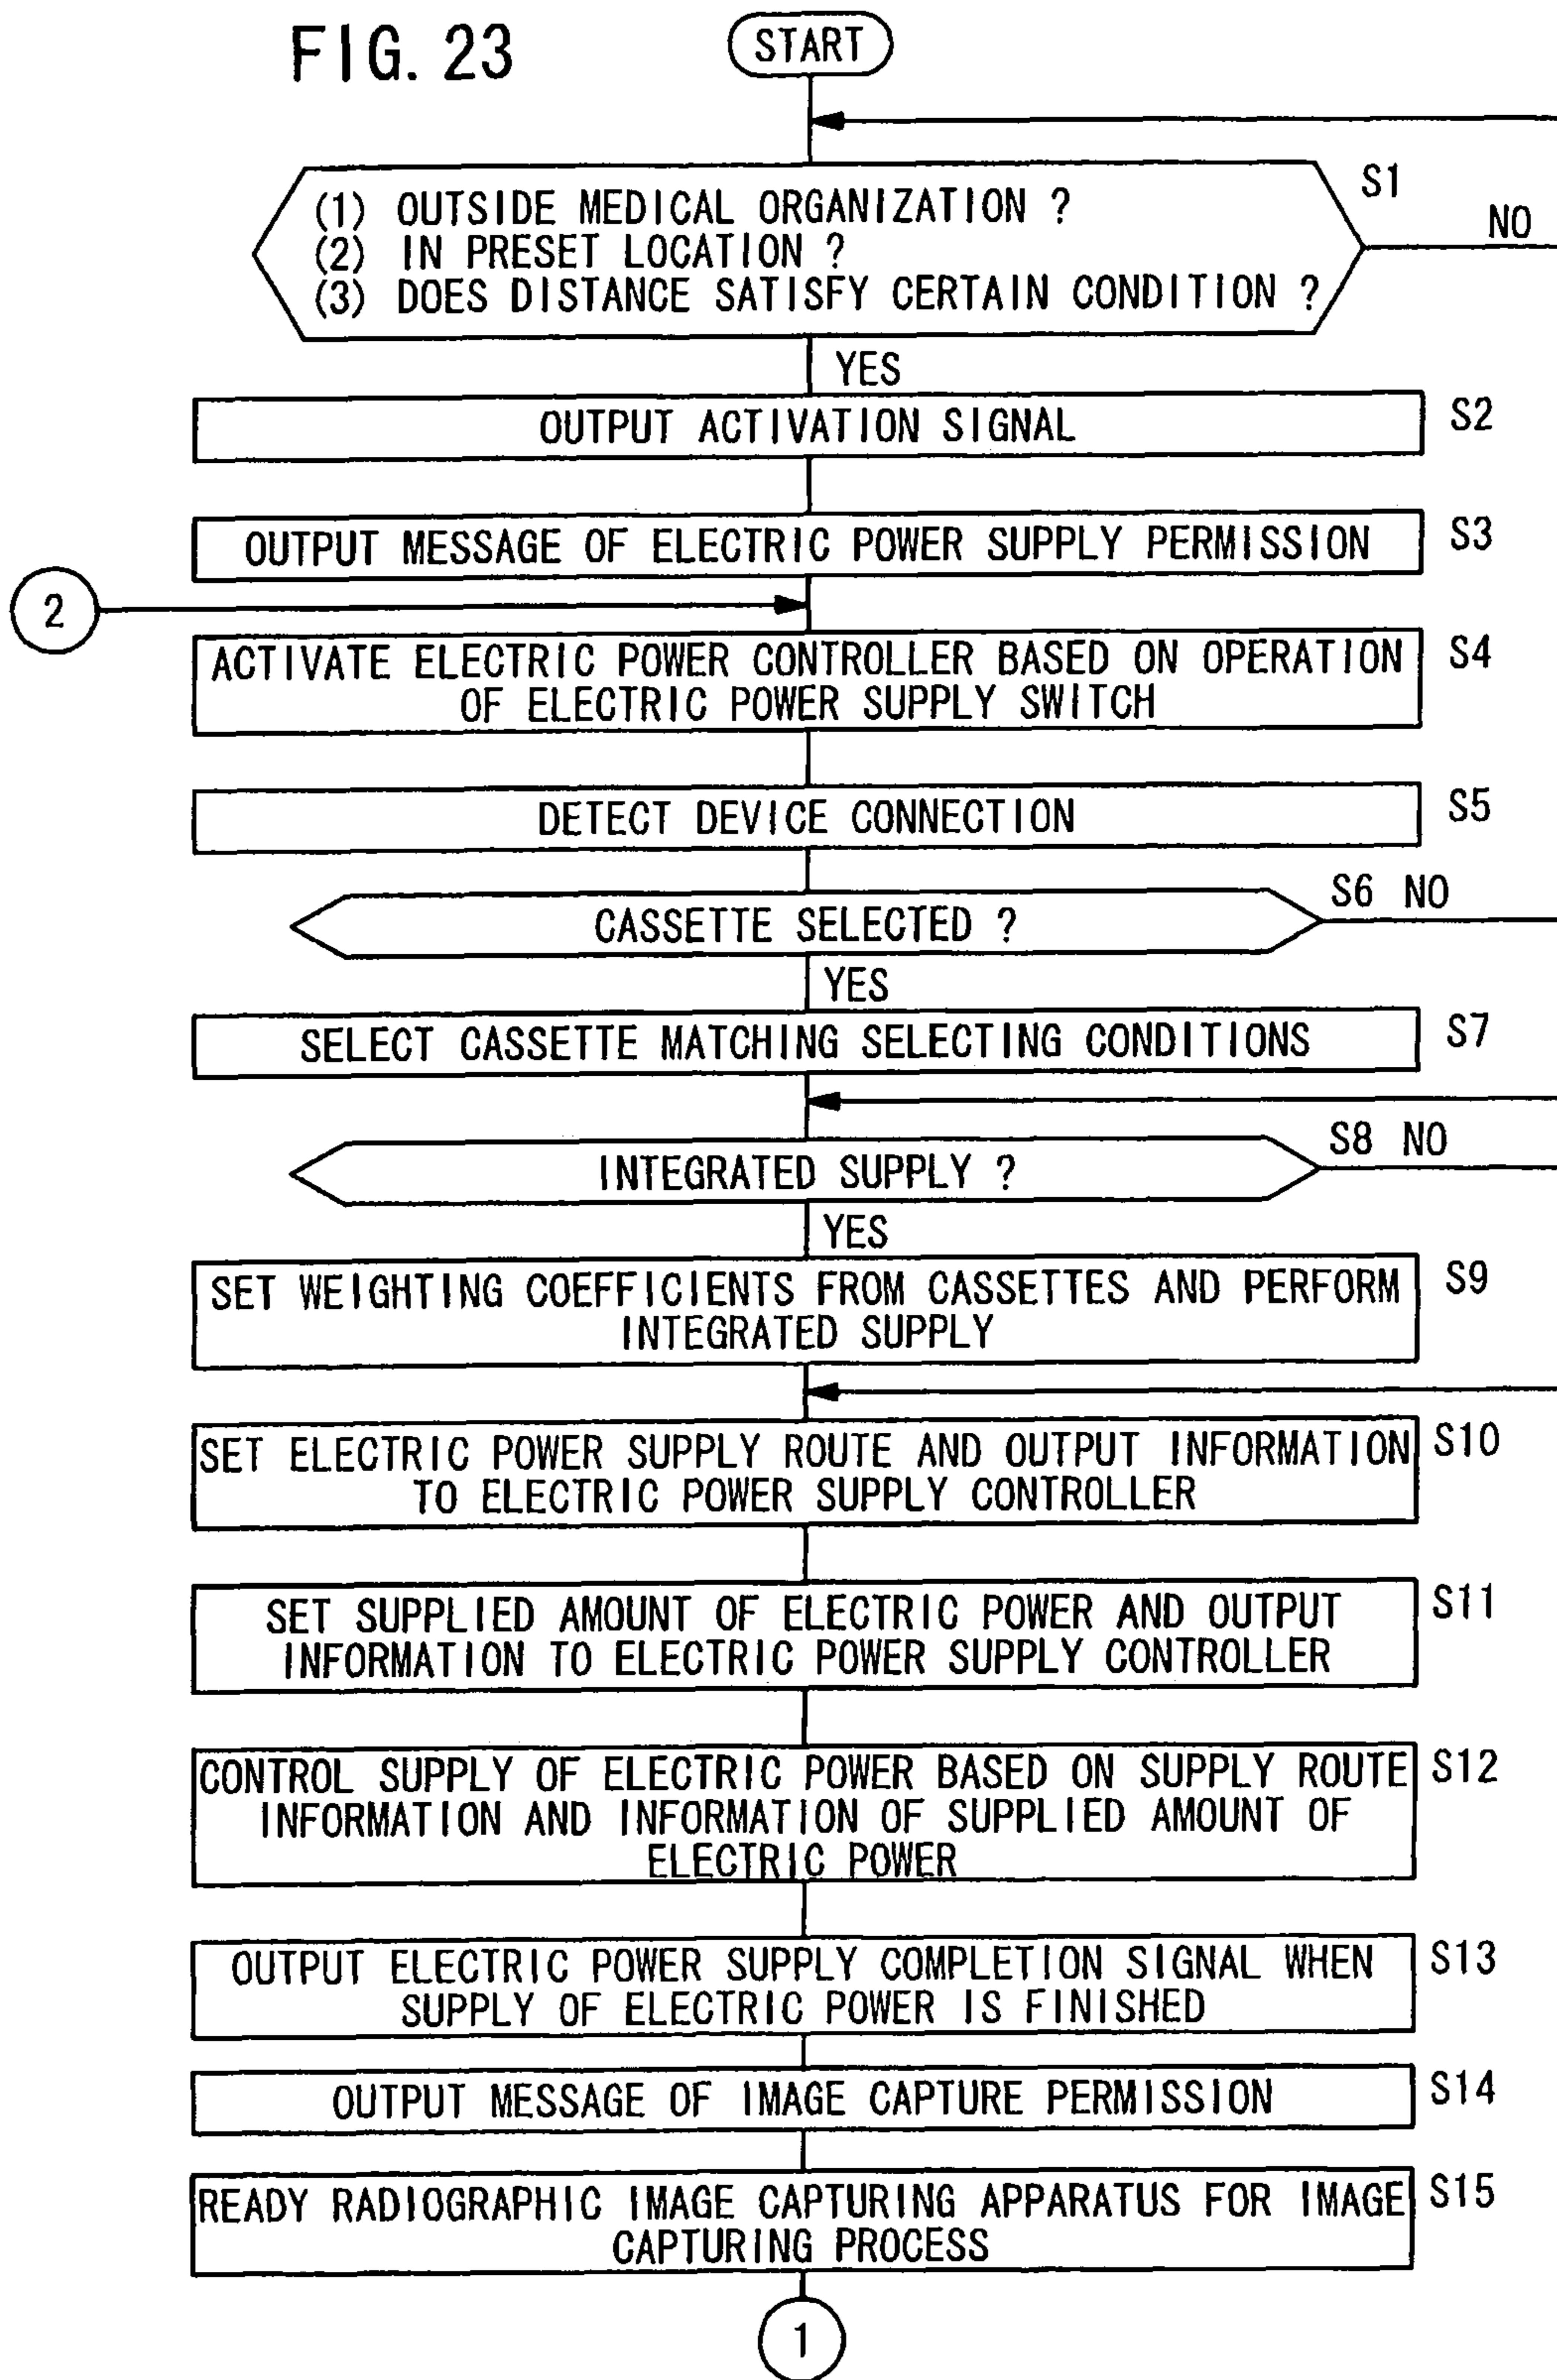 FIG. 23
START
(1) OUTSIDE MEDICAL ORGANIZATION ?
(2) IN PRESET LOCATION ?
(3) DOES DISTANCE SATISFY CERTAIN CONDITION ?
S1
NO
YES
OUTPUT ACTIVATION SIGNAL
S2
OUTPUT MESSAGE OF ELECTRIC POWER SUPPLY PERMISSION
S3
2
ACTIVATE ELECTRIC POWER CONTROLLER BASED ON OPERATION
OF ELECTRIC POWER SUPPLY SWITCH
S4
DETECT DEVICE CONNECTION
S5
CASSETTE SELECTED ?
S6 NO
YES
SELECT CASSETTE MATCHING SELECTING CONDITIONS
S7
INTEGRATED SUPPLY ?
S8 NO
YES
SET WEIGHTING COEFFICIENTS FROM CASSETTES AND PERFORM
INTEGRATED SUPPLY
S9
SET ELECTRIC POWER SUPPLY ROUTE AND OUTPUT INFORMATION
TO ELECTRIC POWER SUPPLY CONTROLLER
S10
SET SUPPLIED AMOUNT OF ELECTRIC POWER AND OUTPUT
INFORMATION TO ELECTRIC POWER SUPPLY CONTROLLER
S11
CONTROL SUPPLY OF ELECTRIC POWER BASED ON SUPPLY ROUTE
INFORMATION AND INFORMATION OF SUPPLIED AMOUNT OF
ELECTRIC POWER
S12
OUTPUT ELECTRIC POWER SUPPLY COMPLETION SIGNAL WHEN
SUPPLY OF ELECTRIC POWER IS FINISHED
S13
OUTPUT MESSAGE OF IMAGE CAPTURE PERMISSION
S14
READY RADIOGRAPHIC IMAGE CAPTURING APPARATUS FOR IMAGE
CAPTURING PROCESS
S15
1